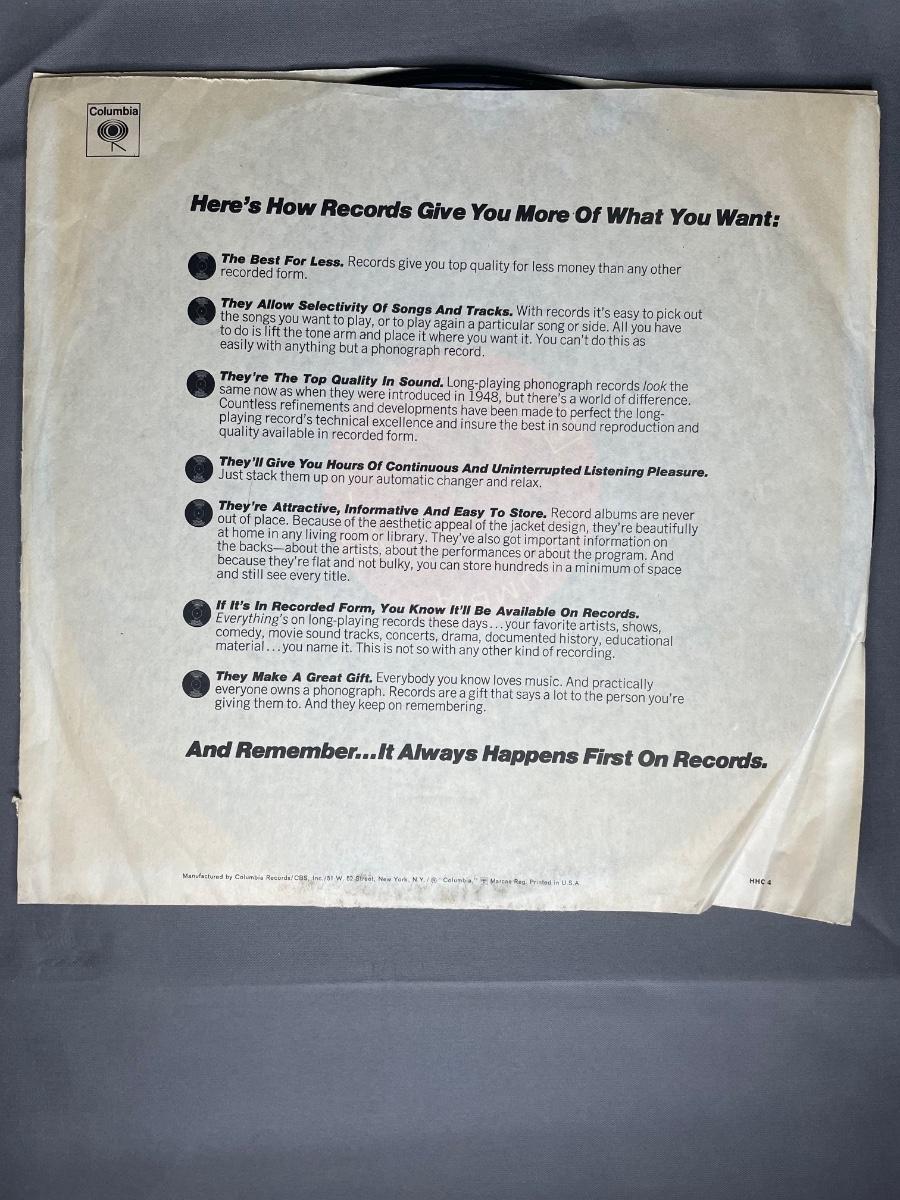 Columbia
Here's How Records Give You More Of What You Want:
The Best For Less. Records give you top quality for less money than any other
recorded form.
They Allow Selectivity Of Songs And Tracks. With records it's easy to pick out
the songs you want to play, or to play again a particular song or side. All you have
to do is lift the tone arm and place it where you want it. You can't do this as
easily with anything but a phonograph record.
They're The Top Quality In Sound. Long-playing phonograph records look the
same now as when they were introduced in 1948, but there's a world of difference.
Countless refinements and developments have been made to perfect the long-
playing record's technical excellence and insure the best in sound reproduction and
quality available in recorded form.
They'll Give You Hours Of Continuous And Uninterrupted Listening Pleasure.
Just stack them up on your automatic changer and relax.
They're Attractive, Informative And Easy To Store. Record albums are never
out of place. Because of the aesthetic appeal of the jacket design, they're beautifully
at home in any living room or library. They've also got important information on
the backs—about the artists, about the performances or about the program. And
because they're flat and not bulky, you can store hundreds in a minimum of space
and still see every title.
If It's In Recorded Form, You Know It'll Be Available On Records.
Everything's on long-playing records these days...your favorite artists, shows,
comedy, movie sound tracks, concerts, drama, documented history, educational
material...you name it. This is not so with any other kind of recording.
They Make A Great Gift. Everybody you know loves music. And practically
everyone owns a phonograph. Records are a gift that says a lot to the person you're
giving them to. And they keep on remembering.
And Remember...It Always Happens First On Records.
Manufactured by Columbia Records/CBS, Inc./51 W. 52 Street, New York, N.Y./® "Columbia," Marcas Reg. Printed in U.S.A.
HHC 4